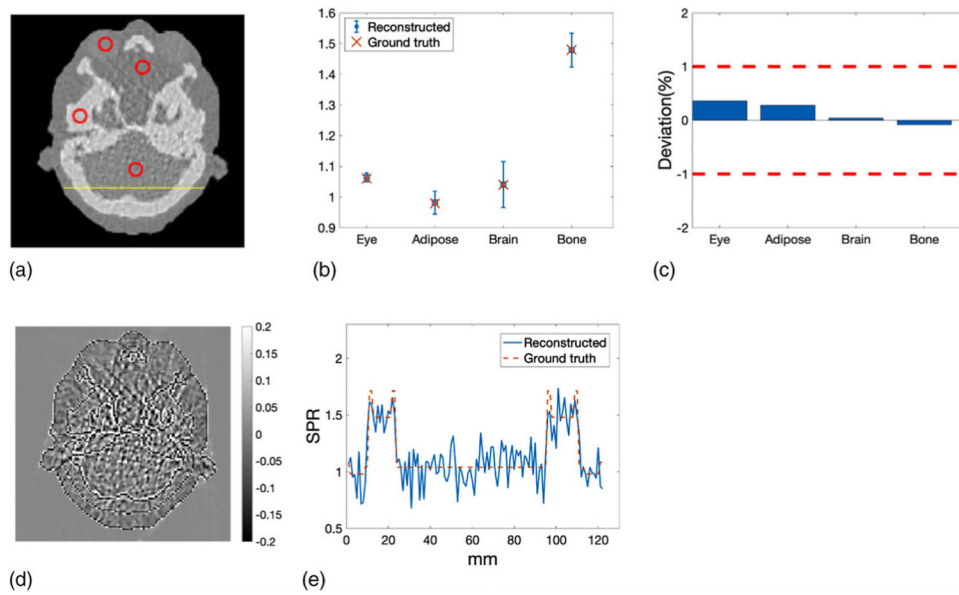 (a)
1.6
1.5
1.4
1.3
1.2
1.1
1
0.9
Reconstructed
Ground truth
Eye Adipose Brain Bone
(b)
Deviation(%)
2
1
0
-1
-2
Eye Adipose Brain Bone
(c)
0.2
0.15
0.1
0.05
0
-0.05
-0.1
-0.15
-0.2
(d)
SPR
2
1.5
1
0.5
Reconstructed
Ground truth
0 20 40 60 80 100 120
mm
(e)